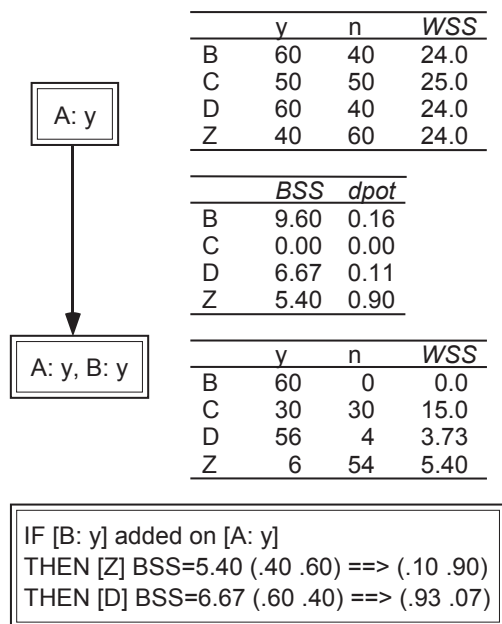 y n WSS
B 60 40 24.0
C 50 50 25.0
D 60 40 24.0
Z 40 60 24.0
A: y
BSS dpot
B 9.60 0.16
C 0.00 0.00
D 6.67 0.11
Z 5.40 0.90
A: y, B: y
y n WSS
B 60 0 0.0
C 30 30 15.0
D 56 4 3.73
Z 6 54 5.40
IF [B: y] added on [A: y]
THEN [Z] BSS=5.40 (.40 .60) ==> (.10 .90)
THEN [D] BSS=6.67 (.60 .40) ==> (.93 .07)